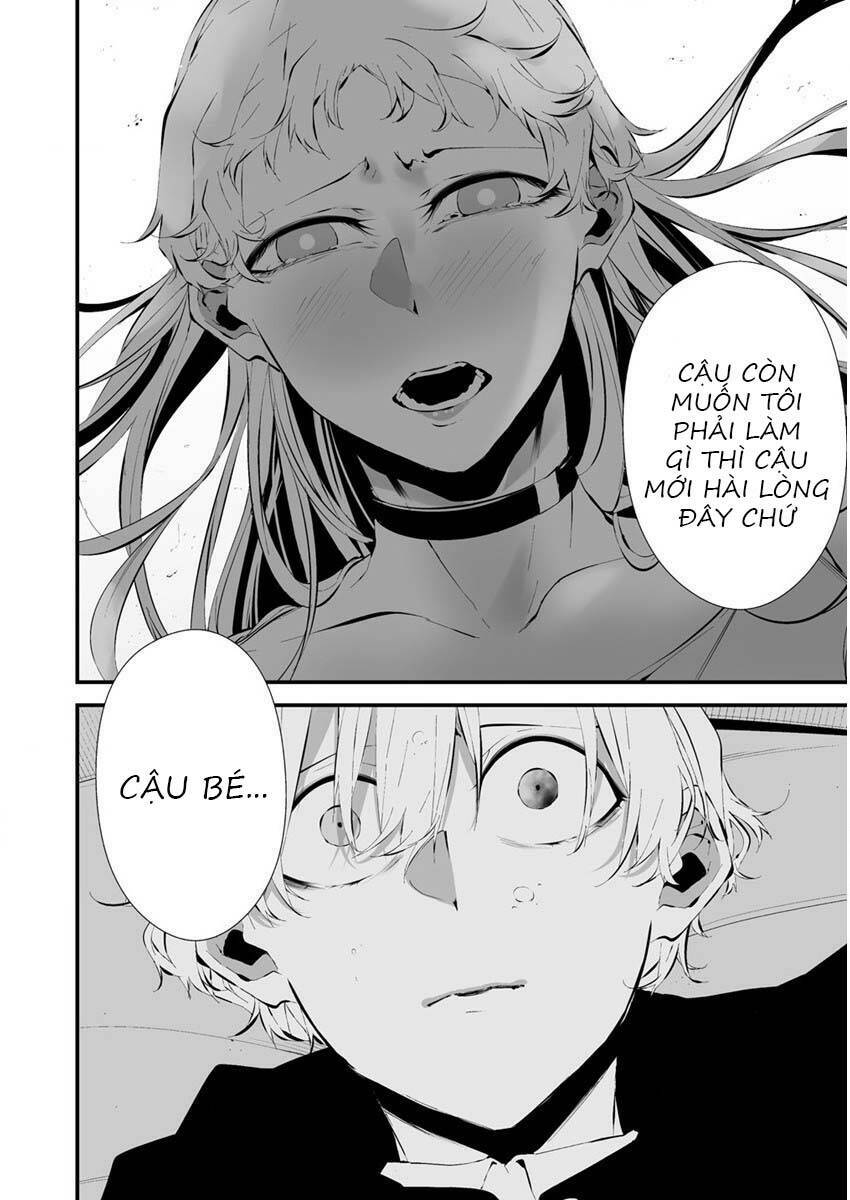 CẬU CÒN
MUỐN TÔI
PHẢI LÀM
GÌ THÌ CẬU
MỚI HÀI LÒNG
ĐÂY CHỨ
CẬU BÉ...